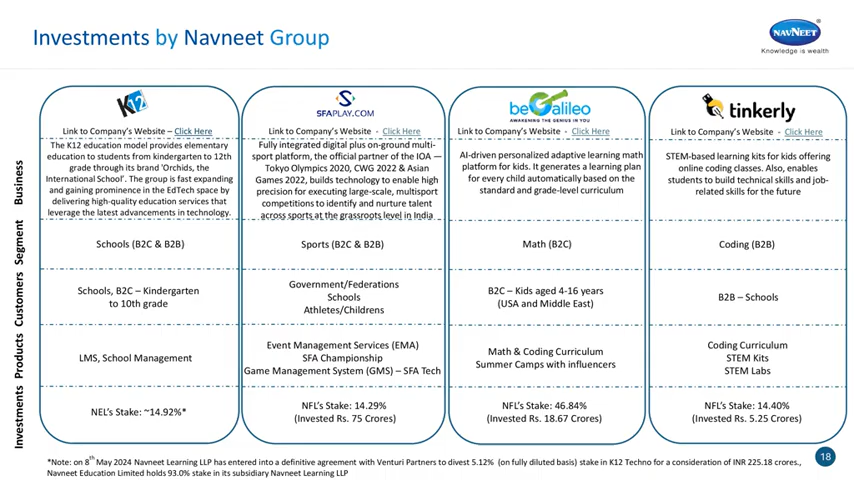 Investments by Navneet Group
NAVNEET
®
Knowledge is wealth
K12
Link to Company's Website – Click Here
The K12 education model provides elementary
education to students from kindergarten to 12th
grade through its brand 'Orchids, the
International School'. The group is fast expanding
and gaining prominence in the EdTech space by
delivering high-quality education services that
leverage the latest advancements in technology.
SFAPLAY.COM
Link to Company's Website - Click Here
Fully integrated digital plus on-ground multi-
sport platform, the official partner of the IOA —
Tokyo Olympics 2020, CWG 2022 & Asian
Games 2022, builds technology to enable high
precision for executing large-scale, multisport
competitions to identify and nurture talent
across sports at the grassroots level in India
beGalileo
AWAKENING THE GENIUS IN YOU
Link to Company's Website - Click Here
AI-driven personalized adaptive learning math
platform for kids. It generates a learning plan
for every child automatically based on the
standard and grade-level curriculum
tinkerly
Link to Company's Website - Click Here
STEM-based learning kits for kids offering
online coding classes. Also, enables
students to build technical skills and job-
related skills for the future
Business
Segment
Schools (B2C & B2B)
Sports (B2C & B2B)
Math (B2C)
Coding (B2B)
Customers
Schools, B2C – Kindergarten
to 10th grade
Government/Federations
Schools
Athletes/Childrens
B2C – Kids aged 4-16 years
(USA and Middle East)
B2B – Schools
Products
LMS, School Management
Event Management Services (EMA)
SFA Championship
Game Management System (GMS) – SFA Tech
Math & Coding Curriculum
Summer Camps with influencers
Coding Curriculum
STEM Kits
STEM Labs
Investments
NEL's Stake: ~14.92%*
NFL's Stake: 14.29%
(Invested Rs. 75 Crores)
NFL's Stake: 46.84%
(Invested Rs. 18.67 Crores)
NFL's Stake: 14.40%
(Invested Rs. 5.25 Crores)
*Note: on 8th May 2024 Navneet Learning LLP has entered into a definitive agreement with Venturi Partners to divest 5.12% (on fully diluted basis) stake in K12 Techno for a consideration of INR 225.18 crores.,
Navneet Education Limited holds 93.0% stake in its subsidiary Navneet Learning LLP
18